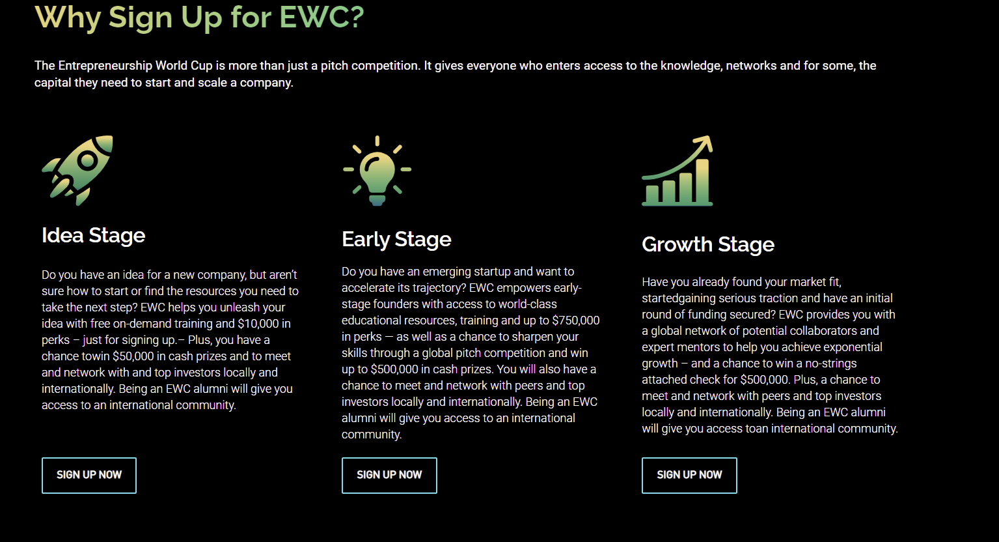 Why Sign Up for EWC?
The Entrepreneurship World Cup is more than just a pitch competition. It gives everyone who enters access to the knowledge, networks and for some, the
capital they need to start and scale a company.
Idea Stage
Do you have an idea for a new company, but aren’t
sure how to start or find the resources you need to
take the next step? EWC helps you unleash your
idea with free on-demand training and $10,000 in
perks – just for signing up.– Plus, you have a
chance towin $50,000 in cash prizes and to meet
and network with and top investors locally and
internationally. Being an EWC alumni will give you
access to an international community.
SIGN UP NOW
Early Stage
Do you have an emerging startup and want to
accelerate its trajectory? EWC empowers early-
stage founders with access to world-class
educational resources, training and up to $750,000
in perks — as well as a chance to sharpen your
skills through a global pitch competition and win
up to $500,000 in cash prizes. You will also have a
chance to meet and network with peers and top
investors locally and internationally. Being an EWC
alumni will give you access to an international
community.
SIGN UP NOW
Growth Stage
Have you already found your market fit,
startedgaining serious traction and have an initial
round of funding secured? EWC provides you with
a global network of potential collaborators and
expert mentors to help you achieve exponential
growth – and a chance to win a no-strings
attached check for $500,000. Plus, a chance to
meet and network with peers and top investors
locally and internationally. Being an EWC alumni
will give you access toan international community.
SIGN UP NOW